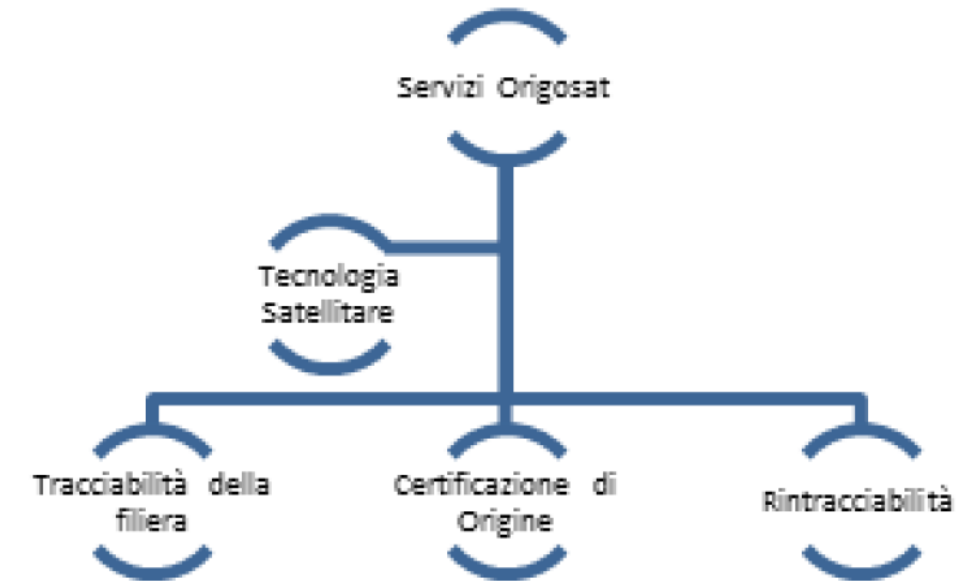 Servizi Origosat
Tecnologia
Satellitare
Tracciabilità della
filiera
Certificazione di
Origine
Rintracciabilità